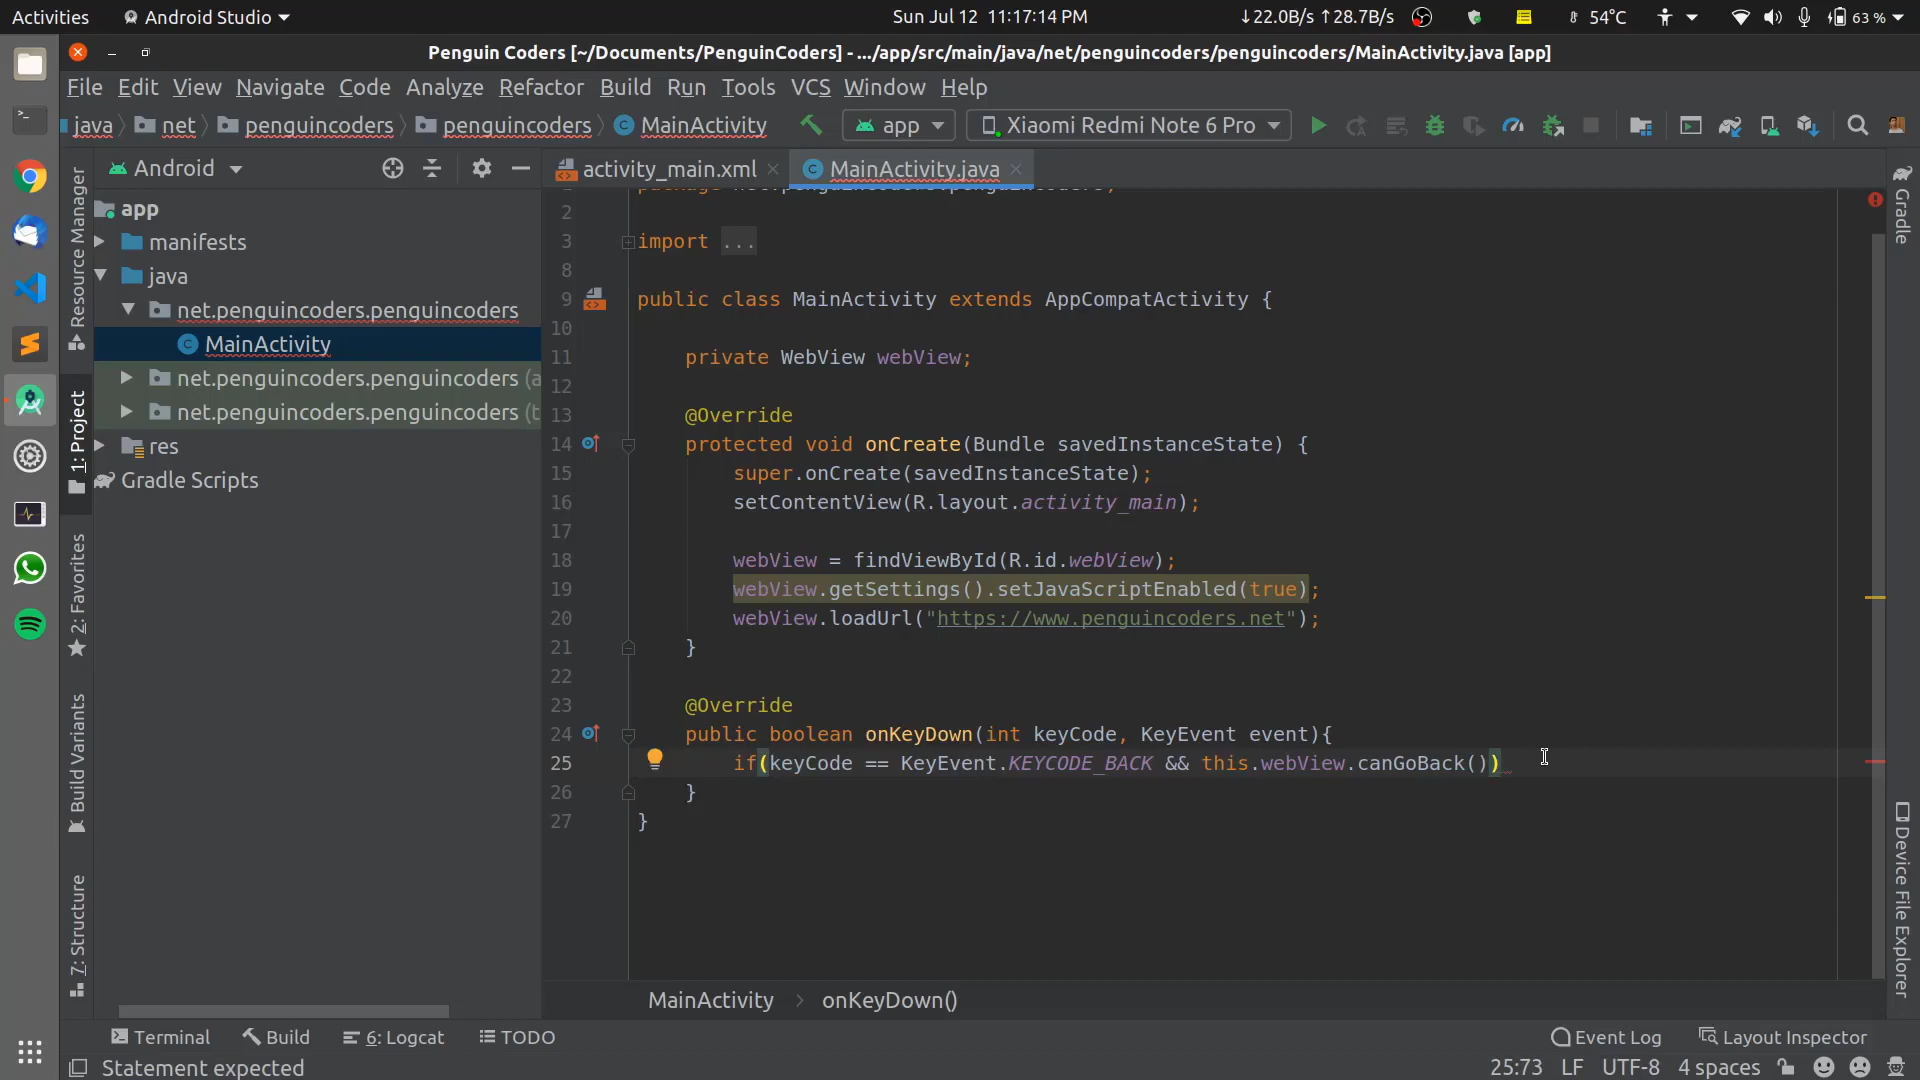 Activities Android Studio Sun Jul 12 11:17:14 PM ↓22.0B/s ↑28.7B/s 54°C 63 %
Penguin Coders [~/Documents/PenguinCoders] - .../app/src/main/java/net/penguincoders/penguincoders/MainActivity.java [app]
File Edit View Navigate Code Analyze Refactor Build Run Tools VCS Window Help
java net penguincoders penguincoders MainActivity app Xiaomi Redmi Note 6 Pro
Android activity_main.xml MainActivity.java
app
manifests
java
net.penguincoders.penguincoders
MainActivity
net.penguincoders.penguincoders (a
net.penguincoders.penguincoders (t
res
Gradle Scripts
Resource Manager
1: Project
2: Favorites
Build Variants
7: Structure
2
3 import ...
8
9 public class MainActivity extends AppCompatActivity {
10
11 private WebView webView;
12
13 @Override
14 protected void onCreate(Bundle savedInstanceState) {
15 super.onCreate(savedInstanceState);
16 setContentView(R.layout.activity_main);
17
18 webView = findViewById(R.id.webView);
19 webView.getSettings().setJavaScriptEnabled(true);
20 webView.loadUrl("https://www.penguincoders.net");
21 }
22
23 @Override
24 public boolean onKeyDown(int keyCode, KeyEvent event){
25 if(keyCode == KeyEvent.KEYCODE_BACK && this.webView.canGoBack())
26 }
27 }
Gradle
Device File Explorer
MainActivity > onKeyDown()
Terminal Build 6: Logcat TODO Event Log Layout Inspector
Statement expected 25:73 LF UTF-8 4 spaces